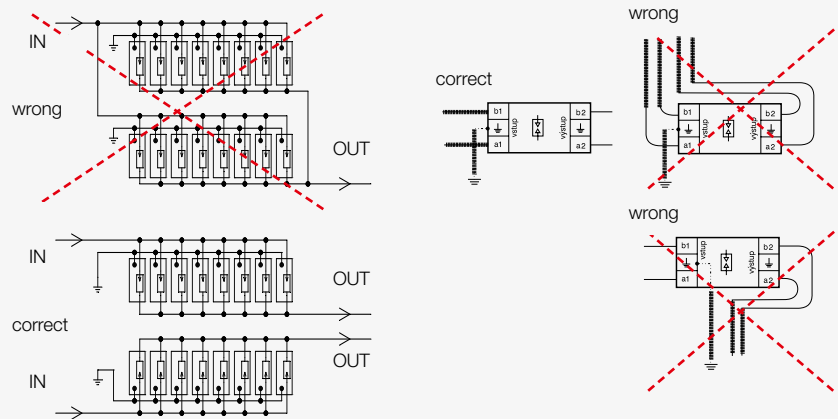 IN
wrong
OUT
IN
OUT
correct
OUT
IN
correct
b1
vstup
a1
b2
výstup
a2
wrong
b1
vstup
a1
b2
výstup
a2
wrong
b1
vstup
a1
b2
výstup
a2